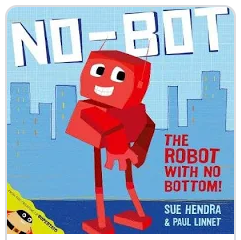 NO-BOT
THE
ROBOT
WITH NO
BOTTOM!
SUE HENDRA
& PAUL LINNET